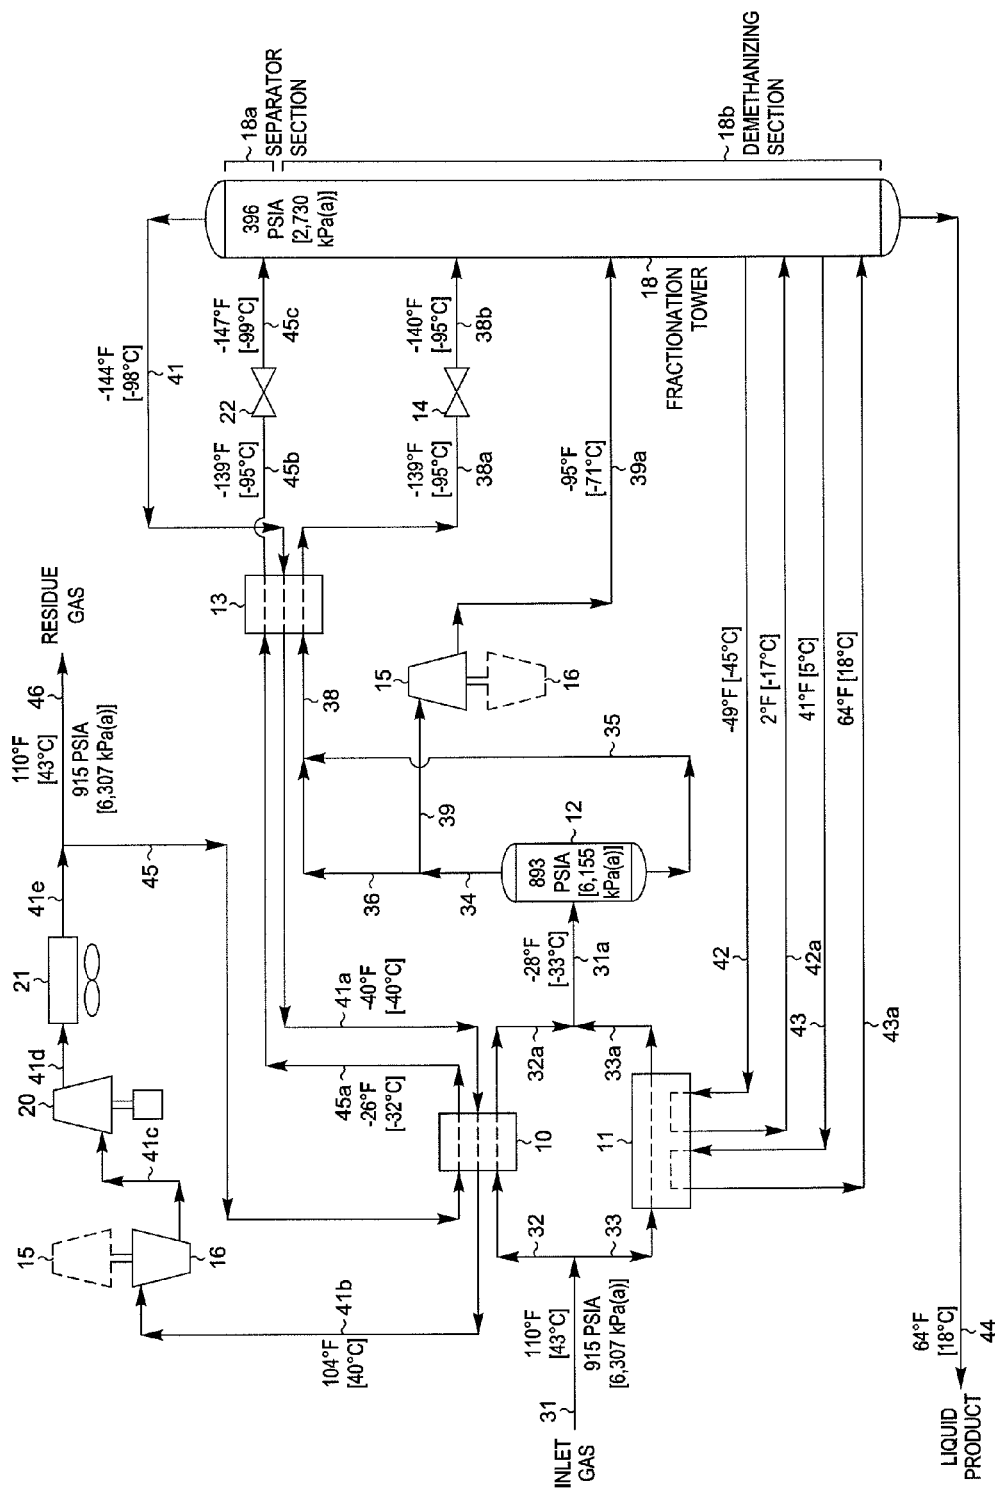 110°F
[43°C]
915 PSIA
[6,307 kPa(a)]
46
RESIDUE
GAS
41e
45
21
41d
20
41c
15
16
41b
104°F
[40°C]
-144°F
[-98°C]
41
18a
SEPARATOR
SECTION
396
PSIA
[2,730
kPa(a)]
18b
DEMETHANIZING
SECTION
-147°F
[-99°C]
45c
22
-139°F
[-95°C]
45b
-140°F
[-95°C]
38b
14
-139°F
[-95°C]
38a
13
-95°F
[-71°C]
39a
18
FRACTIONATION
TOWER
38
15
16
35
39
36
34
12
893
PSIA
[6,155
kPa(a)]
-28°F
[-33°C]
31a
41a
-40°F
[-40°C]
45a
-26°F
[-32°C]
32a
33a
10
11
32
33
110°F
[43°C]
915 PSIA
[6,307 kPa(a)]
31
INLET
GAS
-49°F [-45°C]
2°F [-17°C]
41°F [5°C]
64°F [18°C]
42
42a
43
43a
64°F
[18°C]
44
LIQUID
PRODUCT